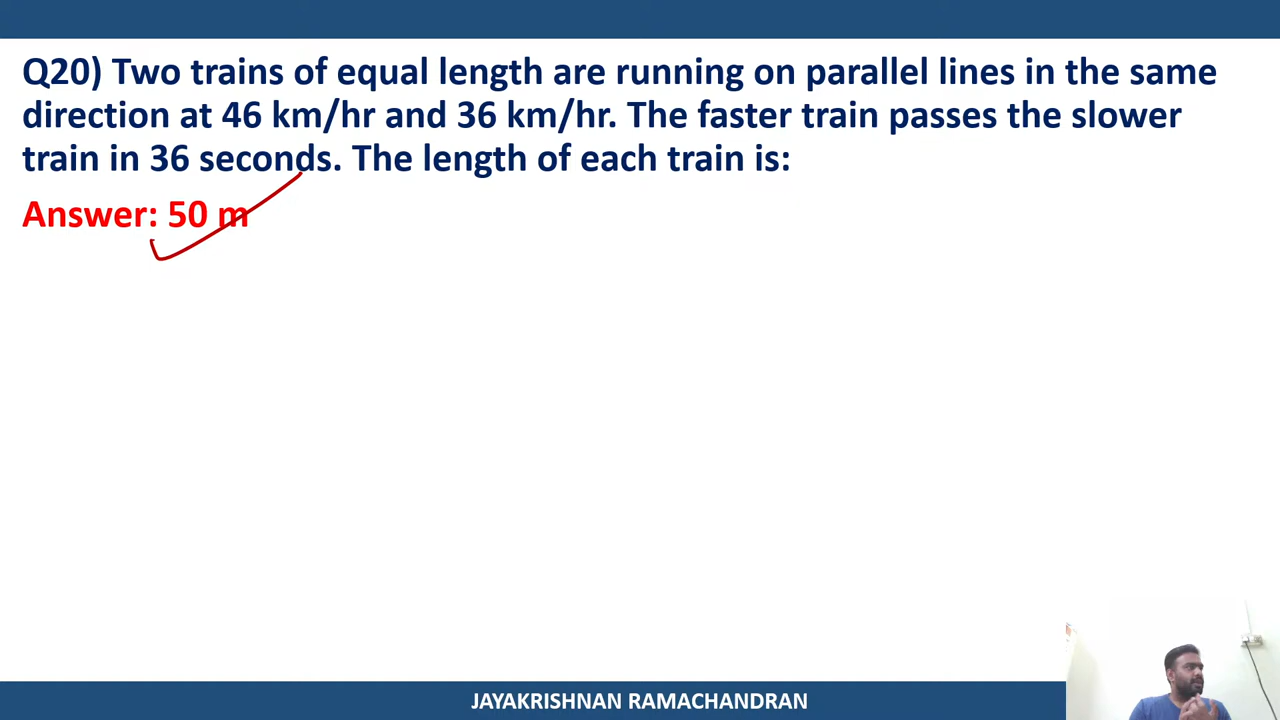 Q20) Two trains of equal length are running on parallel lines in the same
direction at 46 km/hr and 36 km/hr. The faster train passes the slower
train in 36 seconds. The length of each train is:
Answer: 50 m
JAYAKRISHNAN RAMACHANDRAN